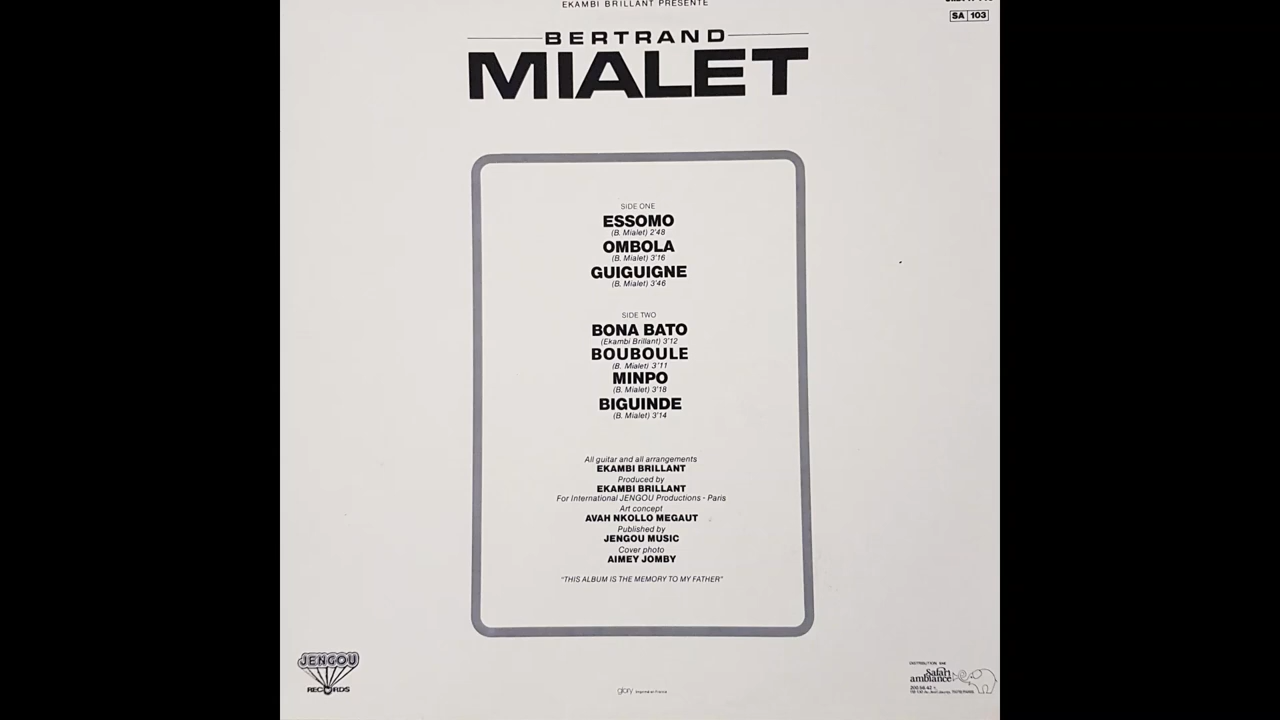 EKAMBI BRILLANT PRESENTE
SA 103
BERTRAND
MIALET
SIDE ONE
ESSOMO
(B. Mialet) 2'48
OMBOLA
(B. Mialet) 3'16
GUIGUIGNE
(B. Mialet) 3'46
SIDE TWO
BONA BATO
(Ekambi Brillant) 3'12
BOUBOULE
(B. Mialet) 3'11
MINPO
(B. Mialet) 3'18
BIGUINDE
(B. Mialet) 3'14
All guitar and all arrangements
EKAMBI BRILLANT
Produced by
EKAMBI BRILLANT
For International JENGOU Productions - Paris
Art concept
AVAH NKOLLO MEGAUT
Published by
JENGOU MUSIC
Cover photo
AIMEY JOMBY
"THIS ALBUM IS THE MEMORY TO MY FATHER"
JENGOU
RECORDS
glory
DISTRIBUTION
Safari
ambiance